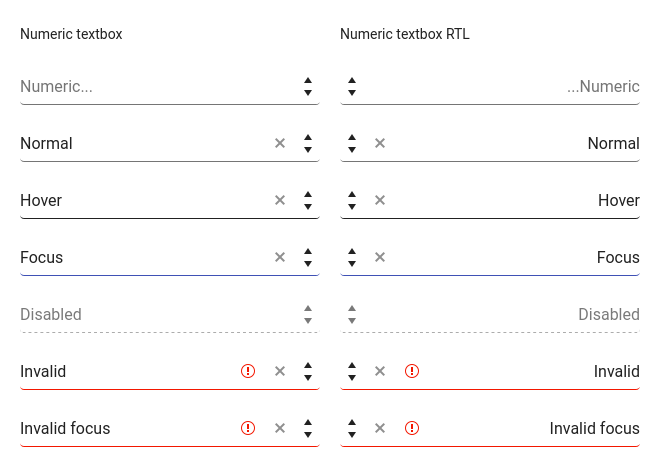 Numeric textbox
Numeric textbox RTL
Numeric...
...Numeric
Normal
Normal
Hover
Hover
Focus
Focus
Disabled
Disabled
Invalid
Invalid
Invalid focus
Invalid focus